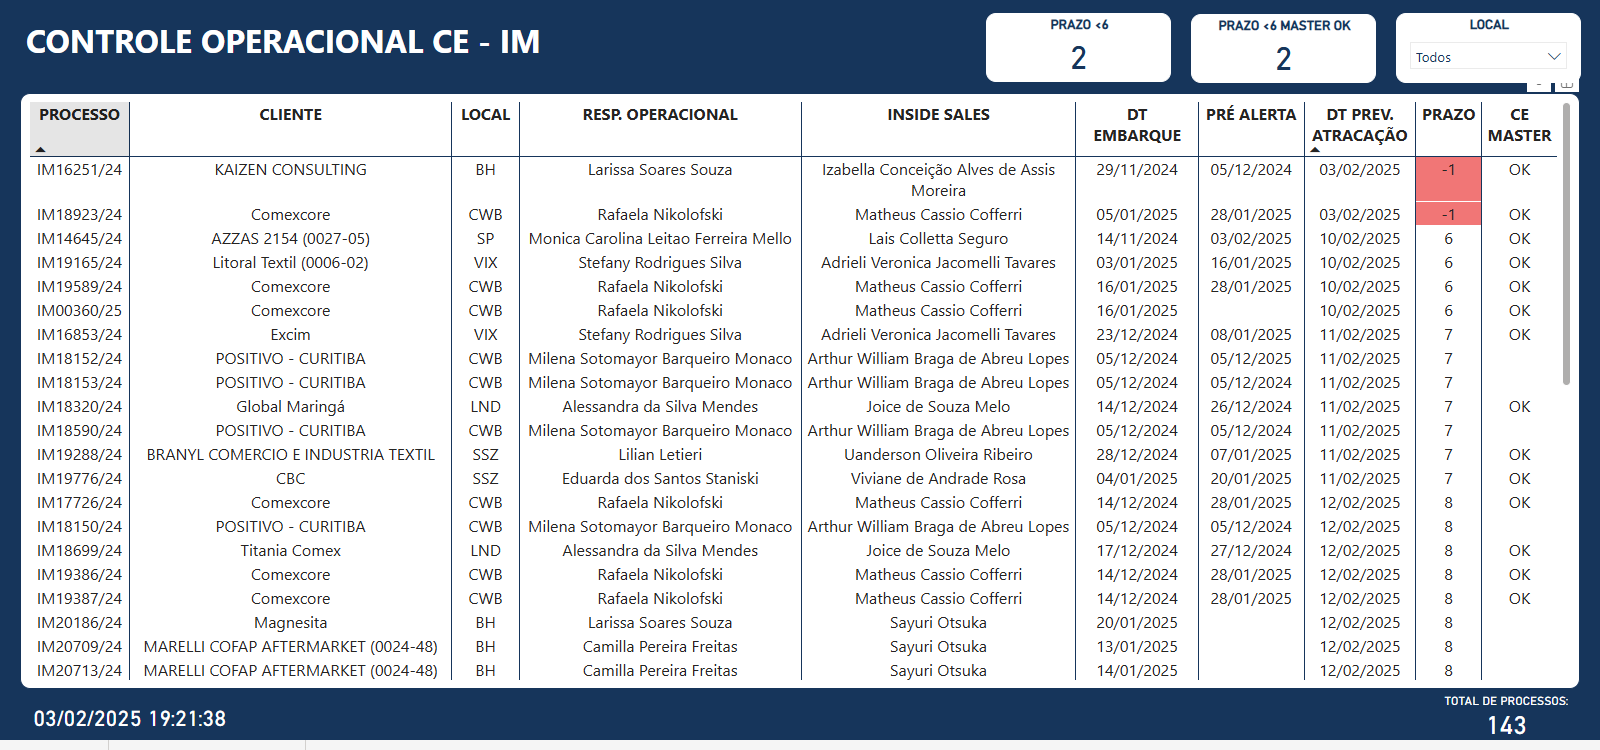 CONTROLE OPERACIONAL CE - IM
PRAZO <6
2
PRAZO <6 MASTER OK
2
LOCAL
Todos
PROCESSO CLIENTE LOCAL RESP. OPERACIONAL INSIDE SALES DT EMBARQUE PRÉ ALERTA DT PREV. ATRACAÇÃO PRAZO CE MASTER
IM16251/24 KAIZEN CONSULTING BH Larissa Soares Souza Izabella Conceição Alves de Assis Moreira 29/11/2024 05/12/2024 03/02/2025 -1 OK
IM18923/24 Comexcore CWB Rafaela Nikolofski Matheus Cassio Cofferri 05/01/2025 28/01/2025 03/02/2025 -1 OK
IM14645/24 AZZAS 2154 (0027-05) SP Monica Carolina Leitao Ferreira Mello Lais Colletta Seguro 14/11/2024 03/02/2025 10/02/2025 6 OK
IM19165/24 Litoral Textil (0006-02) VIX Stefany Rodrigues Silva Adrieli Veronica Jacomelli Tavares 03/01/2025 16/01/2025 10/02/2025 6 OK
IM19589/24 Comexcore CWB Rafaela Nikolofski Matheus Cassio Cofferri 16/01/2025 28/01/2025 10/02/2025 6 OK
IM00360/25 Comexcore CWB Rafaela Nikolofski Matheus Cassio Cofferri 16/01/2025 10/02/2025 6 OK
IM16853/24 Excim VIX Stefany Rodrigues Silva Adrieli Veronica Jacomelli Tavares 23/12/2024 08/01/2025 11/02/2025 7 OK
IM18152/24 POSITIVO - CURITIBA CWB Milena Sotomayor Barqueiro Monaco Arthur William Braga de Abreu Lopes 05/12/2024 05/12/2024 11/02/2025 7
IM18153/24 POSITIVO - CURITIBA CWB Milena Sotomayor Barqueiro Monaco Arthur William Braga de Abreu Lopes 05/12/2024 05/12/2024 11/02/2025 7
IM18320/24 Global Maringá LND Alessandra da Silva Mendes Joice de Souza Melo 14/12/2024 26/12/2024 11/02/2025 7 OK
IM18590/24 POSITIVO - CURITIBA CWB Milena Sotomayor Barqueiro Monaco Arthur William Braga de Abreu Lopes 05/12/2024 05/12/2024 11/02/2025 7
IM19288/24 BRANYL COMERCIO E INDUSTRIA TEXTIL SSZ Lilian Letieri Uanderson Oliveira Ribeiro 28/12/2024 07/01/2025 11/02/2025 7 OK
IM19776/24 CBC SSZ Eduarda dos Santos Staniski Viviane de Andrade Rosa 04/01/2025 20/01/2025 11/02/2025 7 OK
IM17726/24 Comexcore CWB Rafaela Nikolofski Matheus Cassio Cofferri 14/12/2024 28/01/2025 12/02/2025 8 OK
IM18150/24 POSITIVO - CURITIBA CWB Milena Sotomayor Barqueiro Monaco Arthur William Braga de Abreu Lopes 05/12/2024 05/12/2024 12/02/2025 8
IM18699/24 Titania Comex LND Alessandra da Silva Mendes Joice de Souza Melo 17/12/2024 27/12/2024 12/02/2025 8 OK
IM19386/24 Comexcore CWB Rafaela Nikolofski Matheus Cassio Cofferri 14/12/2024 28/01/2025 12/02/2025 8 OK
IM19387/24 Comexcore CWB Rafaela Nikolofski Matheus Cassio Cofferri 14/12/2024 28/01/2025 12/02/2025 8 OK
IM20186/24 Magnesita BH Larissa Soares Souza Sayuri Otsuka 20/01/2025 12/02/2025 8
IM20709/24 MARELLI COFAP AFTERMARKET (0024-48) BH Camilla Pereira Freitas Sayuri Otsuka 13/01/2025 12/02/2025 8
IM20713/24 MARELLI COFAP AFTERMARKET (0024-48) BH Camilla Pereira Freitas Sayuri Otsuka 14/01/2025 12/02/2025 8
03/02/2025 19:21:38
TOTAL DE PROCESSOS:
143